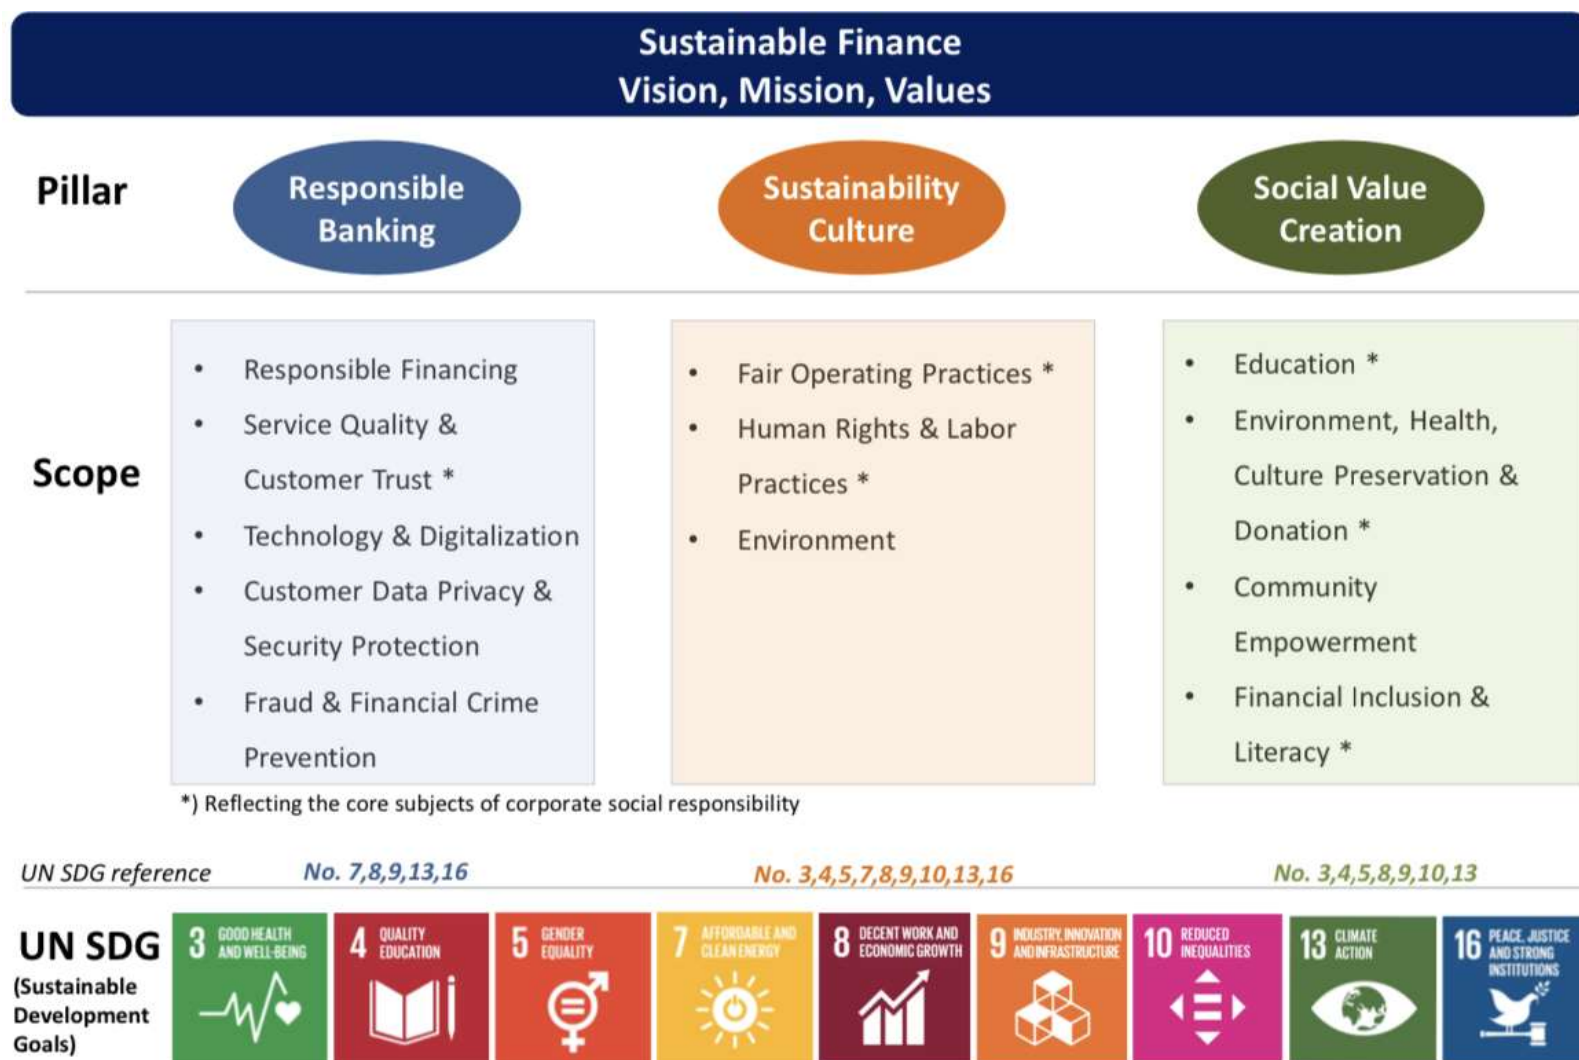 Sustainable Finance
Vision, Mission, Values
Pillar
Responsible
Banking
Sustainability
Culture
Social Value
Creation
Scope
• Responsible Financing
• Service Quality &
Customer Trust *
• Technology & Digitalization
• Customer Data Privacy &
Security Protection
• Fraud & Financial Crime
Prevention
• Fair Operating Practices *
• Human Rights & Labor
Practices *
• Environment
• Education *
• Environment, Health,
Culture Preservation &
Donation *
• Community
Empowerment
• Financial Inclusion &
Literacy *
*) Reflecting the core subjects of corporate social responsibility
UN SDG reference
No. 7,8,9,13,16
No. 3,4,5,7,8,9,10,13,16
No. 3,4,5,8,9,10,13
UN SDG
(Sustainable
Development
Goals)
3 GOOD HEALTH
AND WELL-BEING
4 QUALITY
EDUCATION
5 GENDER
EQUALITY
7 AFFORDABLE AND
CLEAN ENERGY
8 DECENT WORK AND
ECONOMIC GROWTH
9 INDUSTRY, INNOVATION
AND INFRASTRUCTURE
10 REDUCED
INEQUALITIES
13 CLIMATE
ACTION
16 PEACE, JUSTICE
AND STRONG
INSTITUTIONS